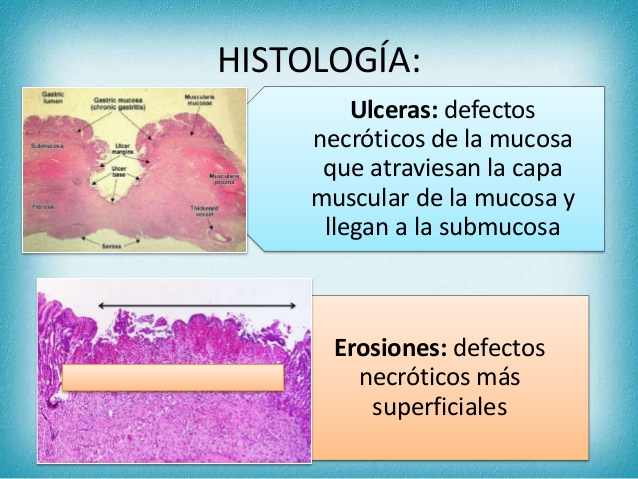 HISTOLOGÍA:
Gastric
lumen
Gastric mucosa
(chronic gastritis)
Muscularis
mucosae
Submucosa
Ulcer
margins
Ulcer
base
Muscularis
propria
Fibrosis
Thickened
vessel
Serosa
Ulceras: defectos
necróticos de la mucosa
que atraviesan la capa
muscular de la mucosa y
llegan a la submucosa
Erosiones: defectos
necróticos más
superficiales